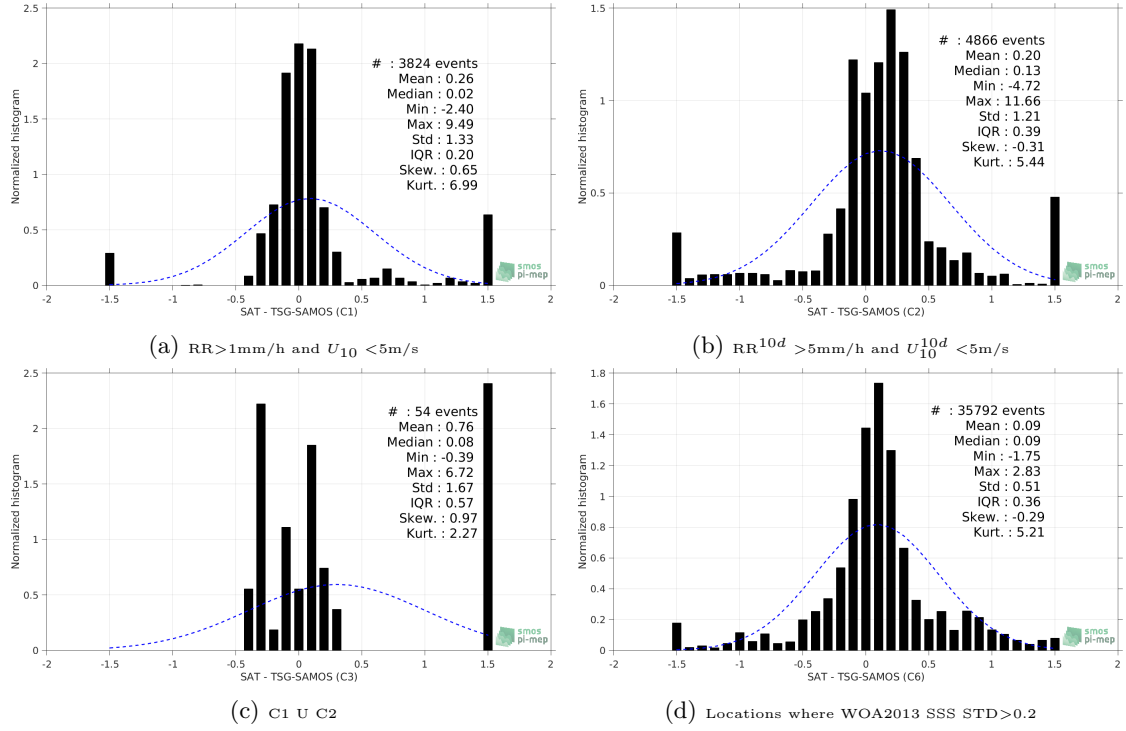 2.5
2
1.5
1
0.5
0
Normalized histogram
# : 3824 events
Mean : 0.26
Median : 0.02
Min : -2.40
Max : 9.49
Std : 1.33
IQR : 0.20
Skew. : 0.65
Kurt. : 6.99
smos
pi-mep
-2 -1.5 -1 -0.5 0 0.5 1 1.5 2
SAT - TSG-SAMOS (C1)
(a) RR>1mm/h and U10 <5m/s
1.5
1
0.5
0
Normalized histogram
# : 4866 events
Mean : 0.20
Median : 0.13
Min : -4.72
Max : 11.66
Std : 1.21
IQR : 0.39
Skew. : -0.31
Kurt. : 5.44
smos
pi-mep
-2 -1.5 -1 -0.5 0 0.5 1 1.5 2
SAT - TSG-SAMOS (C2)
(b) RR^10d >5mm/h and U10^10d <5m/s
2.5
2
1.5
1
0.5
0
Normalized histogram
# : 54 events
Mean : 0.76
Median : 0.08
Min : -0.39
Max : 6.72
Std : 1.67
IQR : 0.57
Skew. : 0.97
Kurt. : 2.27
smos
pi-mep
-2 -1.5 -1 -0.5 0 0.5 1 1.5 2
SAT - TSG-SAMOS (C3)
(c) C1 U C2
1.8
1.6
1.4
1.2
1
0.8
0.6
0.4
0.2
0
Normalized histogram
# : 35792 events
Mean : 0.09
Median : 0.09
Min : -1.75
Max : 2.83
Std : 0.51
IQR : 0.36
Skew. : -0.29
Kurt. : 5.21
smos
pi-mep
-2 -1.5 -1 -0.5 0 0.5 1 1.5 2
SAT - TSG-SAMOS (C6)
(d) Locations where WOA2013 SSS STD>0.2